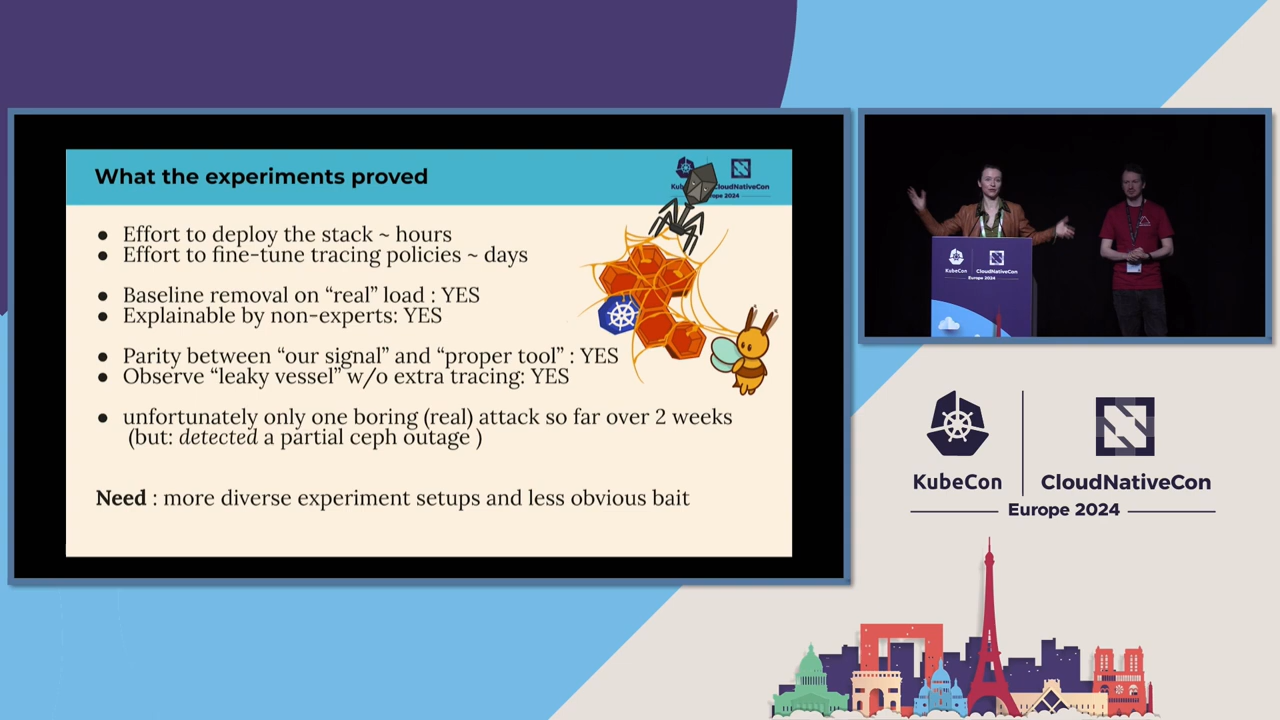 What the experiments proved
CloudNativeCon
● Effort to deploy the stack ~ hours
● Effort to fine-tune tracing policies ~ days
● Baseline removal on “real” load : YES
● Explainable by non-experts: YES
● Parity between “our signal” and “proper tool” : YES
● Observe “leaky vessel” w/o extra tracing: YES
● unfortunately only one boring (real) attack so far over 2 weeks
(but: detected a partial ceph outage )
Need : more diverse experiment setups and less obvious bait
KubeCon CloudNativeCon
Europe 2024
KubeCon CloudNativeCon
Europe 2024